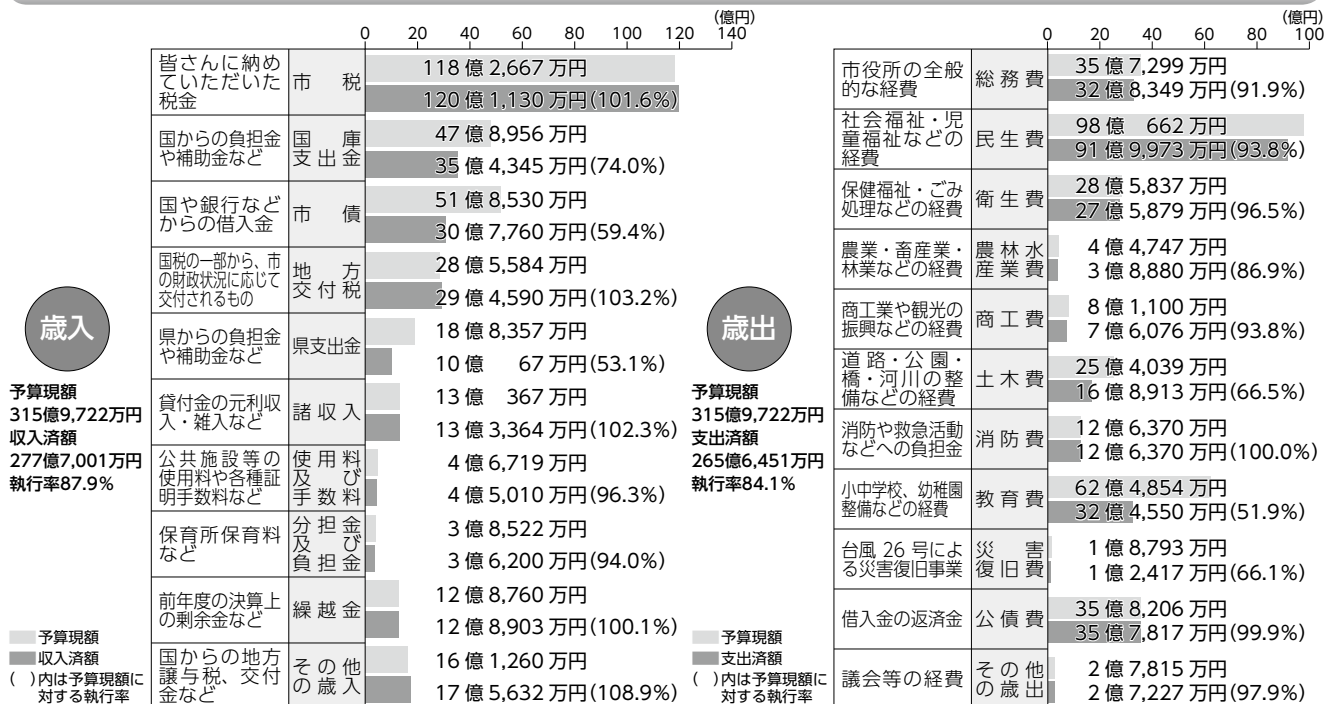 (億円)
0 20 40 60 80 100 120 140
皆さんに納め
ていただいた
税金
市税
118億2,667万円
120億1,130万円(101.6%)
国からの負担金
や補助金など
国庫
支出金
47億8,956万円
35億4,345万円(74.0%)
国や銀行など
からの借入金
市債
51億8,530万円
30億7,760万円(59.4%)
国税の一部から、市
の財政状況に応じて
交付されるもの
地方
交付税
28億5,584万円
29億4,590万円(103.2%)
県からの負担金
や補助金など
県支出金
18億8,357万円
10億 67万円(53.1%)
貸付金の元利収
入・雑入など
諸収入
13億 367万円
13億3,364万円(102.3%)
公共施設等の
使用料や各種証
明手数料など
使用料
及び
手数料
4億6,719万円
4億5,010万円(96.3%)
保育所保育料
など
分担金
及び
負担金
3億8,522万円
3億6,200万円(94.0%)
前年度の決算上
の剰余金など
繰越金
12億8,760万円
12億8,903万円(100.1%)
国からの地方
譲与税、交付
金など
その他
の歳入
16億1,260万円
17億5,632万円(108.9%)
歳入
予算現額
315億9,722万円
収入済額
277億7,001万円
執行率87.9%
予算現額
収入済額
( )内は予算現額に
対する執行率
(億円)
0 20 40 60 80 100
市役所の全般
的な経費
総務費
35億7,299万円
32億8,349万円(91.9%)
社会福祉・児
童福祉などの
経費
民生費
98億 662万円
91億9,973万円(93.8%)
保健福祉・ごみ
処理などの経費
衛生費
28億5,837万円
27億5,879万円(96.5%)
農業・畜産業・
林業などの経費
農林水
産業費
4億4,747万円
3億8,880万円(86.9%)
商工業や観光の
振興などの経費
商工費
8億1,100万円
7億6,076万円(93.8%)
道路・公園・
橋・河川の整
備などの経費
土木費
25億4,039万円
16億8,913万円(66.5%)
消防や救急活動
などへの負担金
消防費
12億6,370万円
12億6,370万円(100.0%)
小中学校、幼稚園
整備などの経費
教育費
62億4,854万円
32億4,550万円(51.9%)
台風26号によ
る災害復旧事業
災害
復旧費
1億8,793万円
1億2,417万円(66.1%)
借入金の返済金
公債費
35億8,206万円
35億7,817万円(99.9%)
議会等の経費
その他
の歳出
2億7,815万円
2億7,227万円(97.9%)
歳出
予算現額
315億9,722万円
支出済額
265億6,451万円
執行率84.1%
予算現額
支出済額
( )内は予算現額に
対する執行率